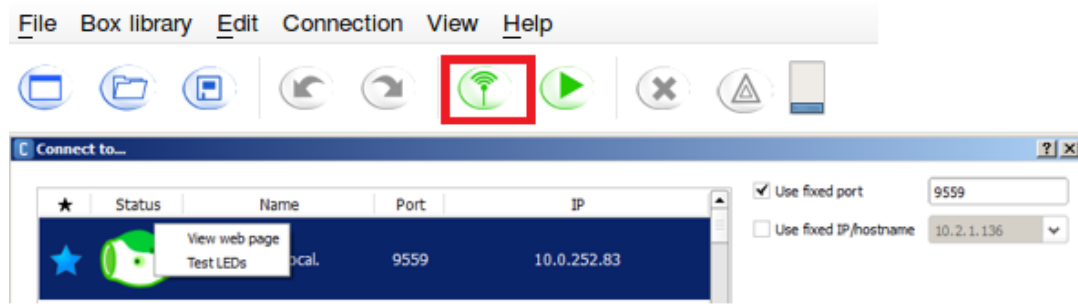 File Box library Edit Connection View Help
Connect to...
★ Status Name Port IP
View web page
Test LEDs
ocal. 9559 10.0.252.83
Use fixed port 9559
Use fixed IP/hostname 10.2.1.136